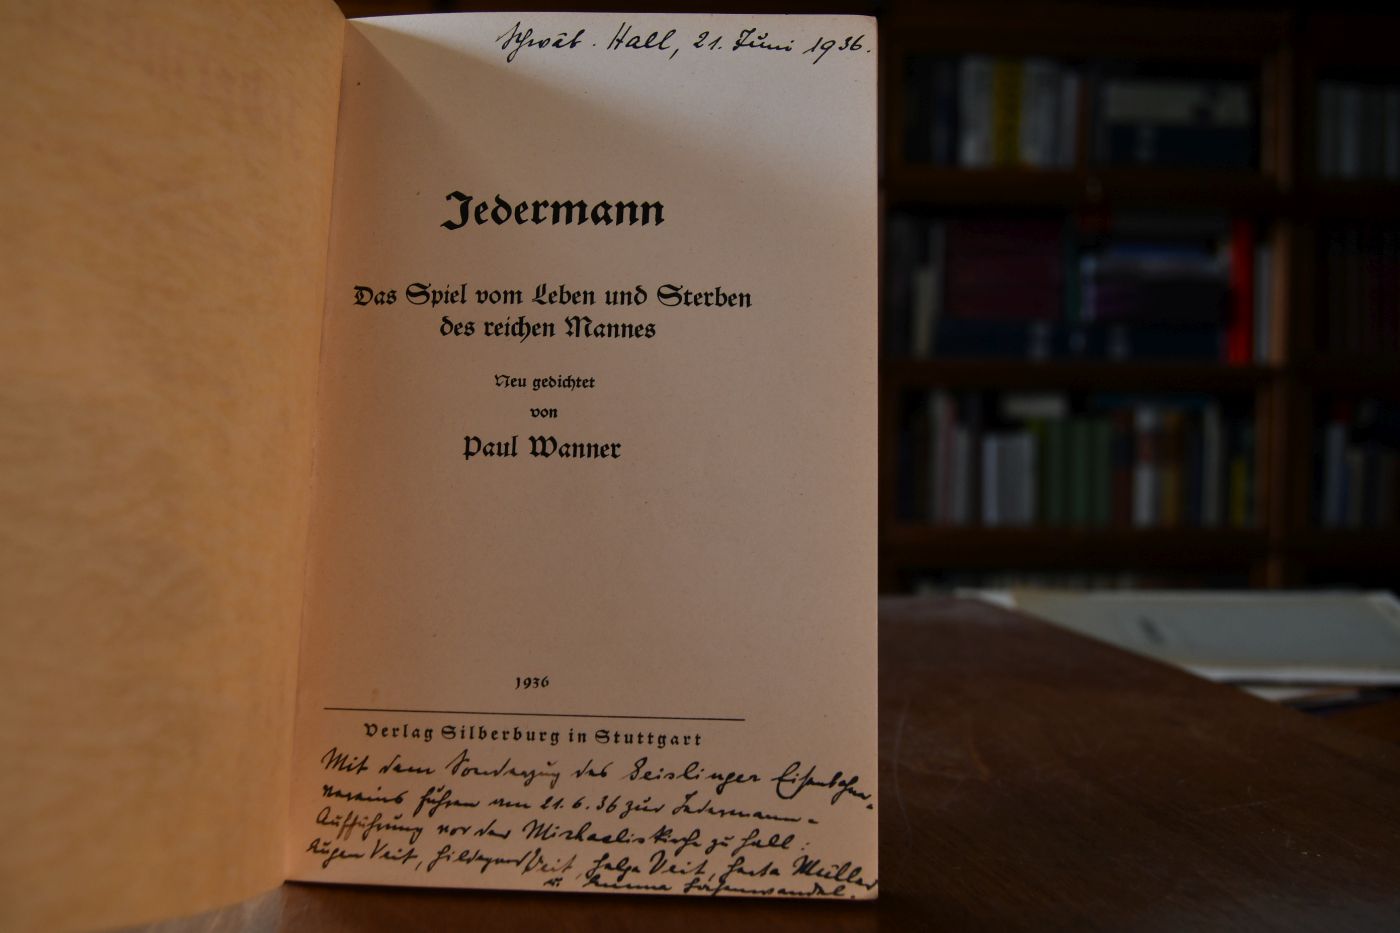 Schwäb. Hall, 21. Juni 1936.
Jedermann
Das Spiel vom Leben und Sterben
des reichen Mannes
Neu gedichtet
von
Paul Wanner
1936
Verlag Silberburg in Stuttgart
Mit dem Sonderzug des Geislinger Eisenbahn-
vereins fuhren am 21.6.36 zur Jedermann-
Aufführung vor der Michaeliskirche zu Hall:
Eugen Veit, Hildegard Veit, Helga Veit, Herta Müller
u. Emma